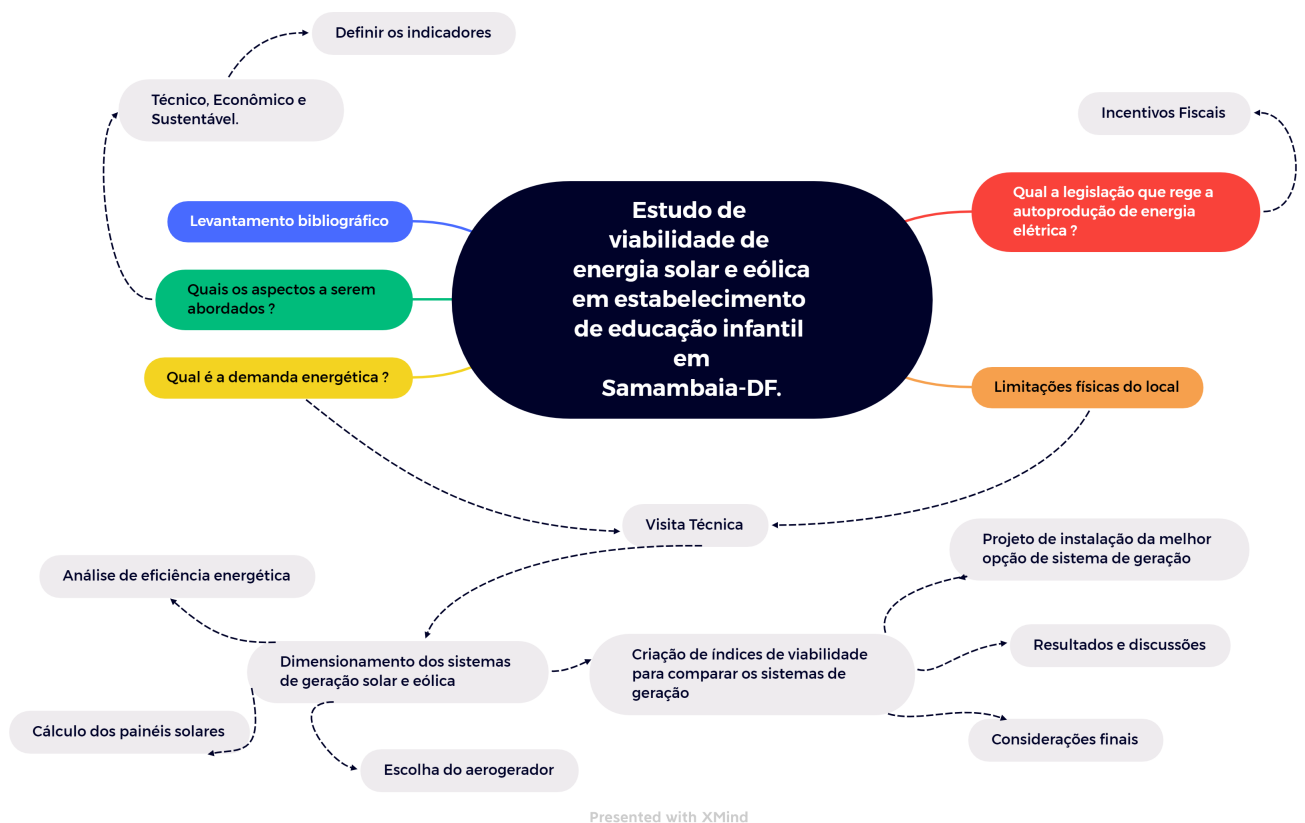 Definir os indicadores
Técnico, Econômico e
Sustentável.
Incentivos Fiscais
Levantamento bibliográfico
Quais os aspectos a serem
abordados ?
Qual é a demanda energética ?
Estudo de
viabilidade de
energia solar e eólica
em estabelecimento
de educação infantil
em
Samambaia-DF.
Qual a legislação que rege a
autoprodução de energia
elétrica ?
Limitações físicas do local
Visita Técnica
Análise de eficiência energética
Dimensionamento dos sistemas
de geração solar e eólica
Cálculo dos painéis solares
Escolha do aerogerador
Criação de índices de viabilidade
para comparar os sistemas de
geração
Projeto de instalação da melhor
opção de sistema de geração
Resultados e discussões
Considerações finais
Presented with XMind